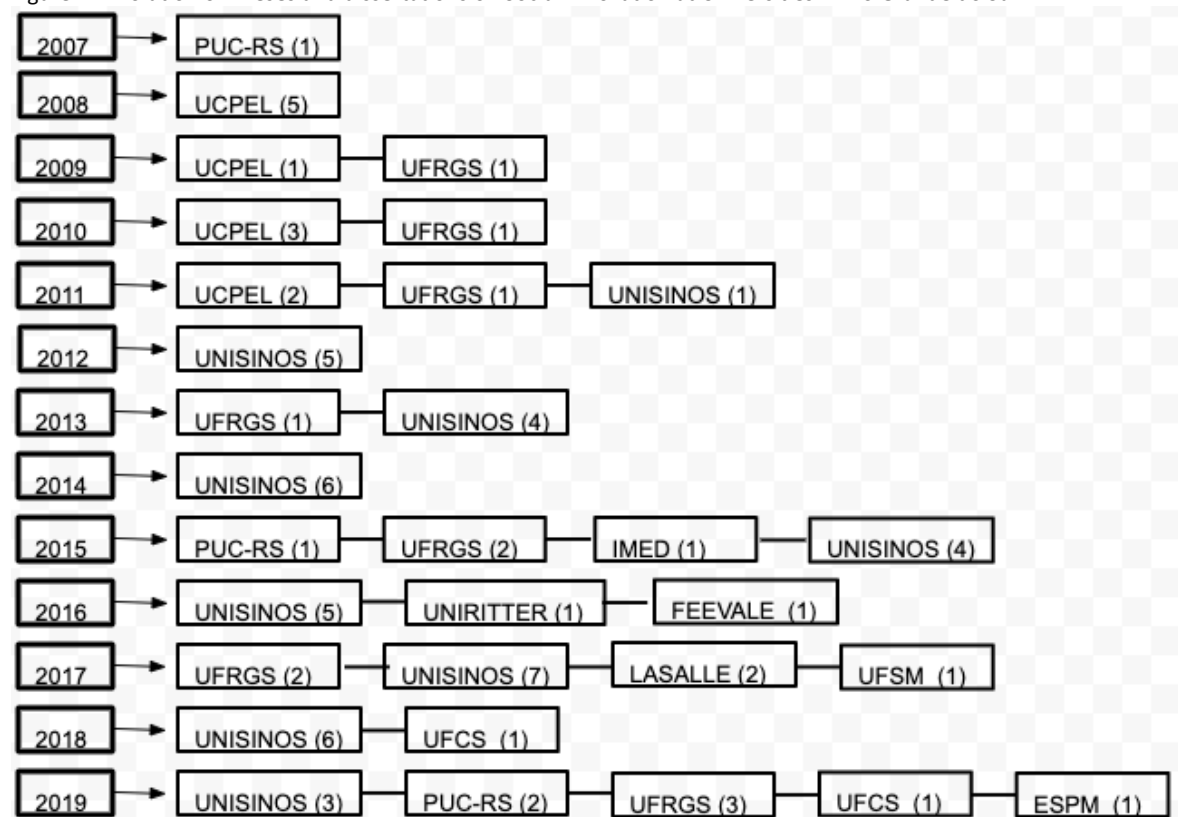 2007 PUC-RS (1)
2008 UCPEL (5)
2009 UCPEL (1) UFRGS (1)
2010 UCPEL (3) UFRGS (1)
2011 UCPEL (2) UFRGS (1) UNISINOS (1)
2012 UNISINOS (5)
2013 UFRGS (1) UNISINOS (4)
2014 UNISINOS (6)
2015 PUC-RS (1) UFRGS (2) IMED (1) UNISINOS (4)
2016 UNISINOS (5) UNIRITTER (1) FEEVALE (1)
2017 UFRGS (2) UNISINOS (7) LASALLE (2) UFSM (1)
2018 UNISINOS (6) UFCS (1)
2019 UNISINOS (3) PUC-RS (2) UFRGS (3) UFCS (1) ESPM (1)